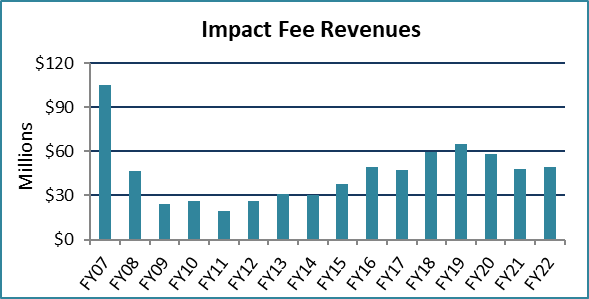 Impact Fee Revenues
Millions
$120
$90
$60
$30
$0
FY07
FY08
FY09
FY10
FY11
FY12
FY13
FY14
FY15
FY16
FY17
FY18
FY19
FY20
FY21
FY22